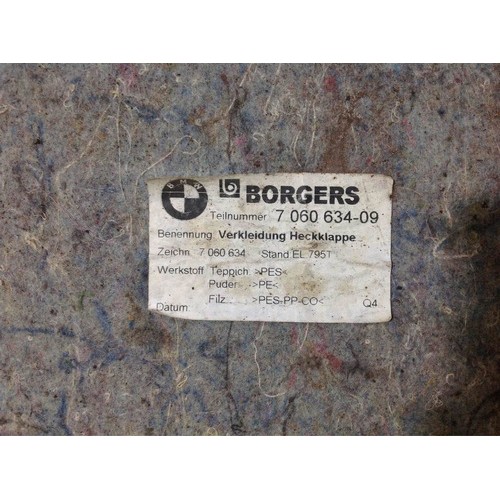 BMW
b BORGERS
Teilnummer 7 060 634-09
Benennung Verkleidung Heckklappe
Zeichn. 7 060 634 Stand EL 795T
Werkstoff Teppich >PES<
Puder >PE<
Filz.. >PES-PP-CO<
Datum Q4